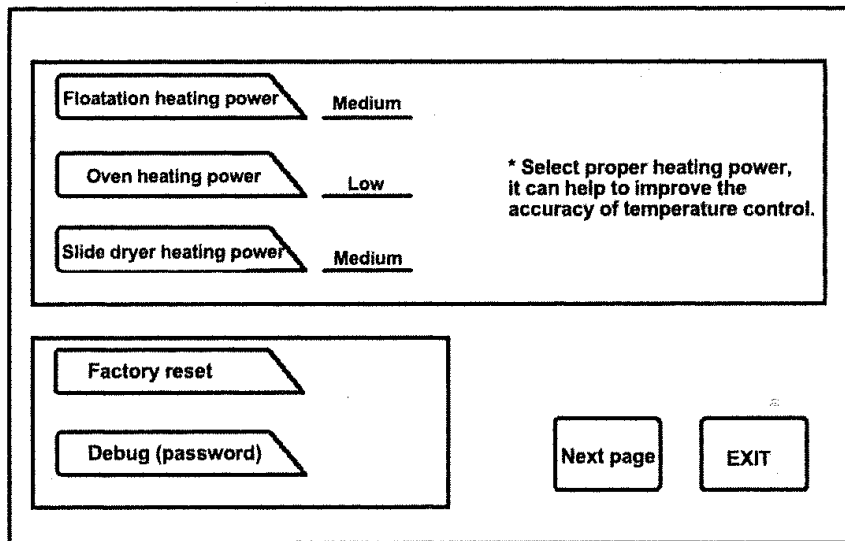 Floatation heating power
Medium
Oven heating power
Low
Slide dryer heating power
Medium
* Select proper heating power,
it can help to improve the
accuracy of temperature control.
Factory reset
Debug (password)
Next page
EXIT